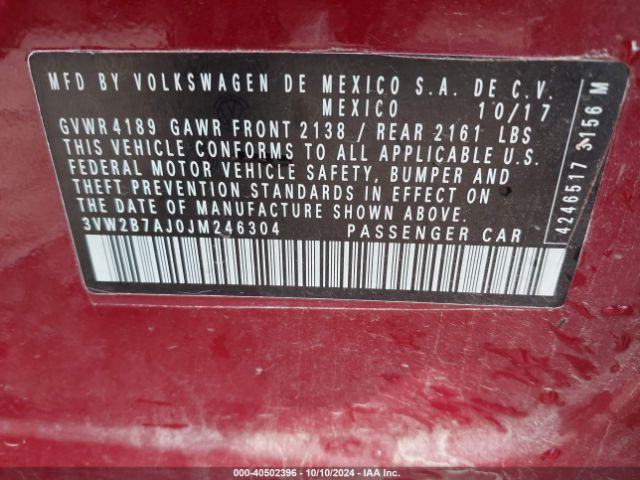 MFD BY VOLKSWAGEN DE MEXICO S.A. DE C.V.
MEXICO 10/17
GVWR 4189 GAWR FRONT 2138 / REAR 2161 LBS
THIS VEHICLE CONFORMS TO ALL APPLICABLE U.S.
FEDERAL MOTOR VEHICLE SAFETY, BUMPER AND
THEFT PREVENTION STANDARDS IN EFFECT ON
THE DATE OF MANUFACTURE SHOWN ABOVE.
3VW2B7AJ0JM246304 PASSENGER CAR
4246517 3156 M
000-40502396 - 10/10/2024 - IAA Inc.